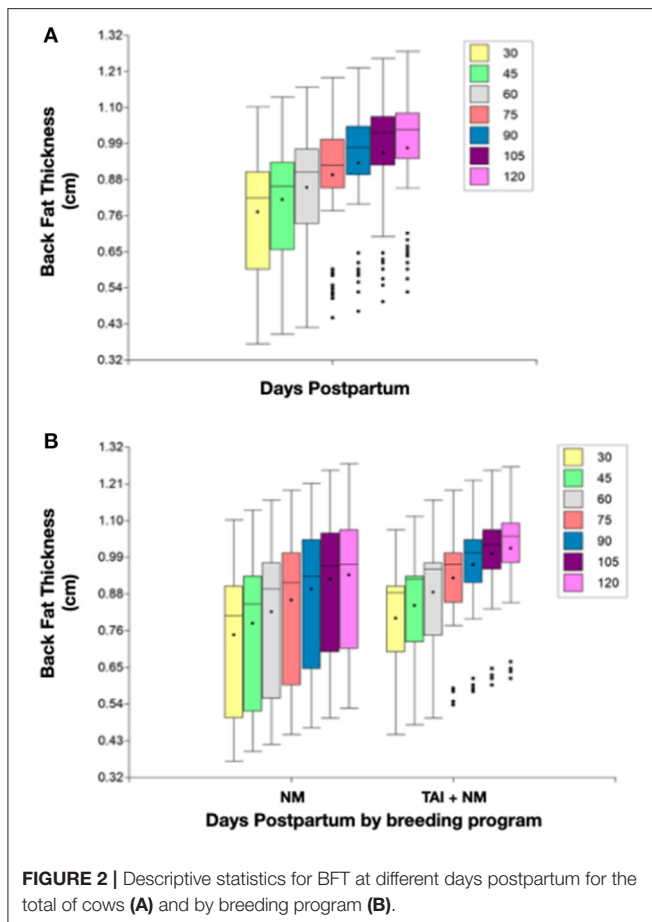 A
1.32
1.21
1.10
0.99
0.88
0.76
0.65
0.54
0.43
0.32
Back Fat Thickness
(cm)
30
45
60
75
90
105
120
Days Postpartum
B
1.32
1.21
1.10
0.99
0.88
0.76
0.65
0.54
0.43
0.32
Back Fat Thickness
(cm)
30
45
60
75
90
105
120
NM
TAI + NM
Days Postpartum by breeding program
FIGURE 2 | Descriptive statistics for BFT at different days postpartum for the
total of cows (A) and by breeding program (B).